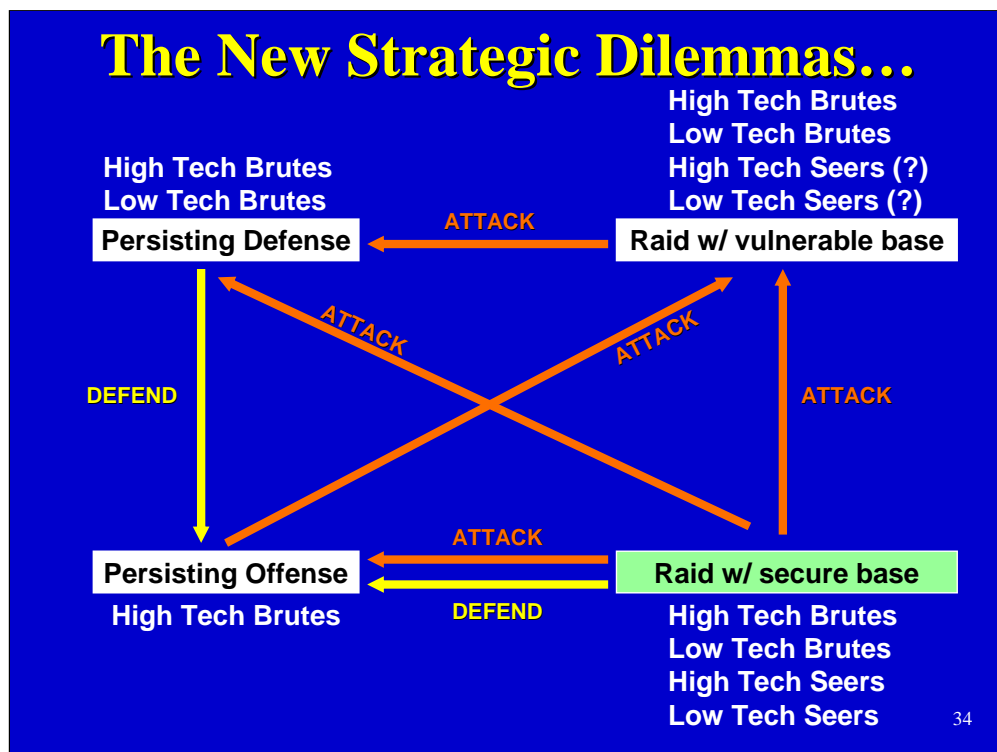 The New Strategic Dilemmas…
High Tech Brutes
Low Tech Brutes
High Tech Seers (?)
Low Tech Seers (?)
High Tech Brutes
Low Tech Brutes
Persisting Defense
ATTACK
Raid w/ vulnerable base
ATTACK
ATTACK
DEFEND
ATTACK
ATTACK
Persisting Offense
Raid w/ secure base
DEFEND
High Tech Brutes
High Tech Brutes
Low Tech Brutes
High Tech Seers
Low Tech Seers
34